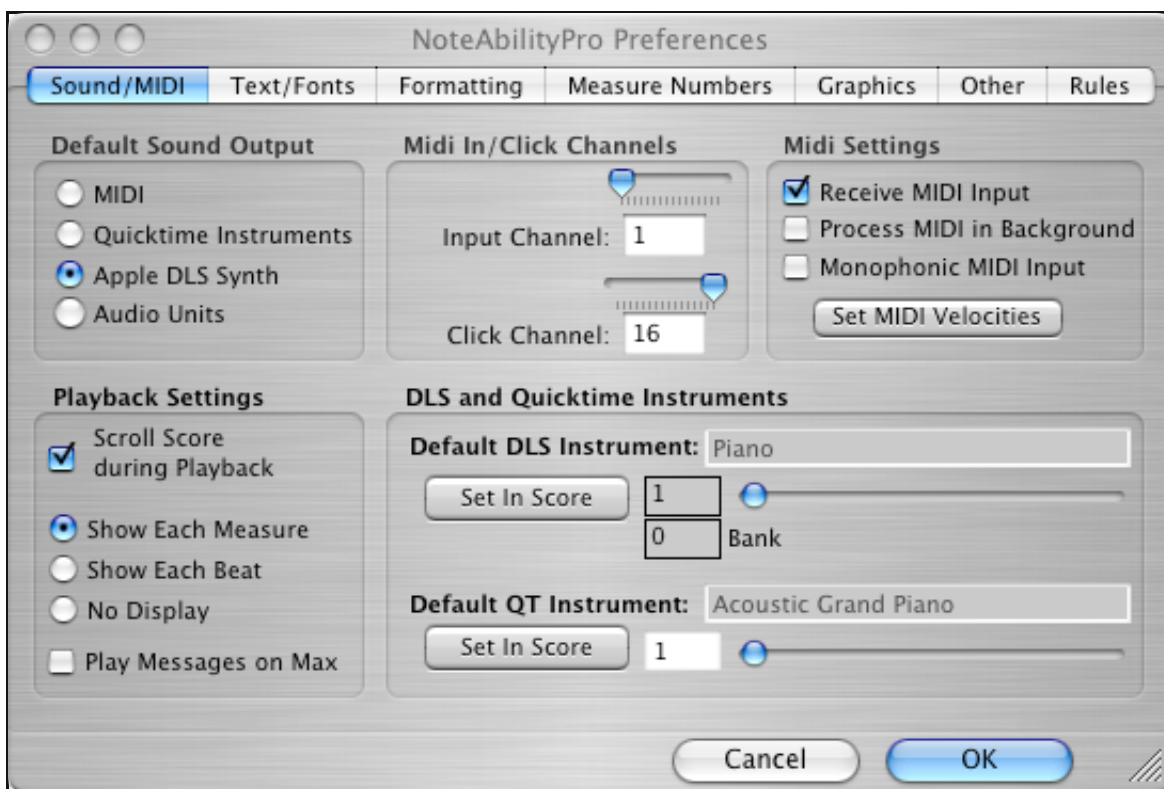 NoteAbilityPro Preferences
Sound/MIDI Text/Fonts Formatting Measure Numbers Graphics Other Rules
Default Sound Output
MIDI
Quicktime Instruments
Apple DLS Synth
Audio Units
Midi In/Click Channels
Input Channel: 1
Click Channel: 16
Midi Settings
Receive MIDI Input
Process MIDI in Background
Monophonic MIDI Input
Set MIDI Velocities
Playback Settings
Scroll Score
during Playback
Show Each Measure
Show Each Beat
No Display
Play Messages on Max
DLS and Quicktime Instruments
Default DLS Instrument: Piano
Set In Score 1
0 Bank
Default QT Instrument: Acoustic Grand Piano
Set In Score 1
Cancel OK